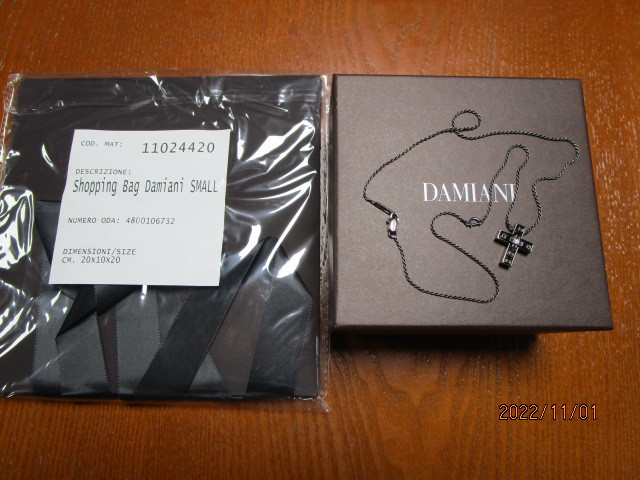 COD. MAT: 11024420
DESCRIZIONE:
Shopping Bag Damiani SMALL
NUMERO ODA: 4800106732
DIMENSIONI/SIZE
CM. 20x10x20
DAMIANI
2022/11/01